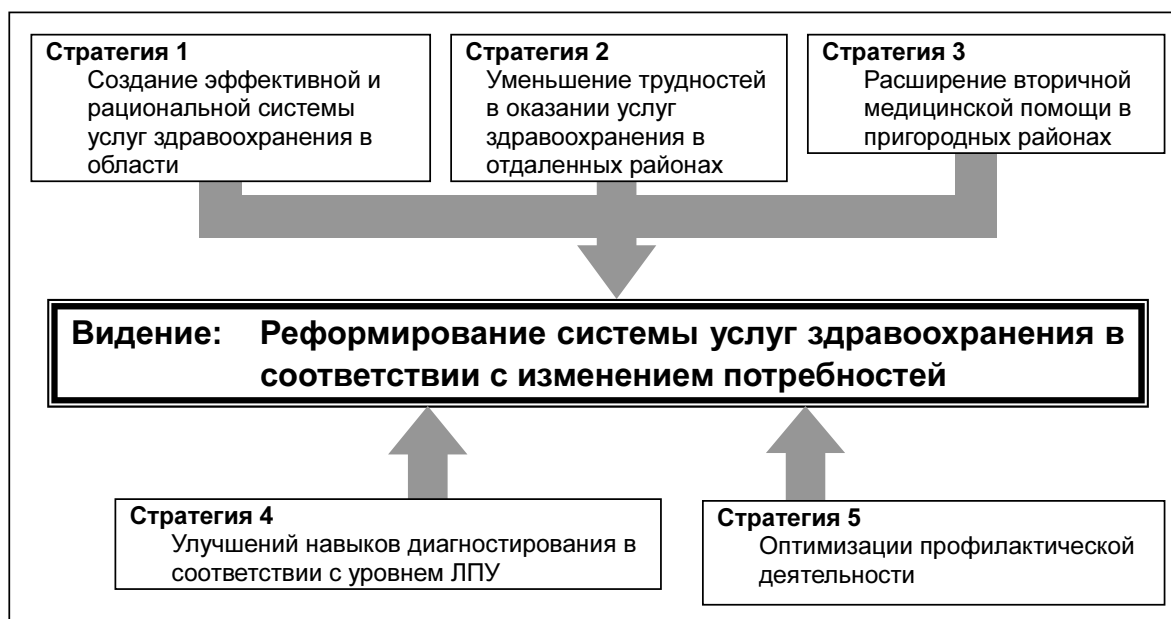 Стратегия 1
Создание эффективной и
рациональной системы
услуг здравоохранения в
области
Стратегия 2
Уменьшение трудностей
в оказании услуг
здравоохранения в
отдаленных районах
Стратегия 3
Расширение вторичной
медицинской помощи в
пригородных районах
Видение: Реформирование системы услуг здравоохранения в
соответствии с изменением потребностей
Стратегия 4
Улучшений навыков диагностирования в
соответствии с уровнем ЛПУ
Стратегия 5
Оптимизации профилактической
деятельности